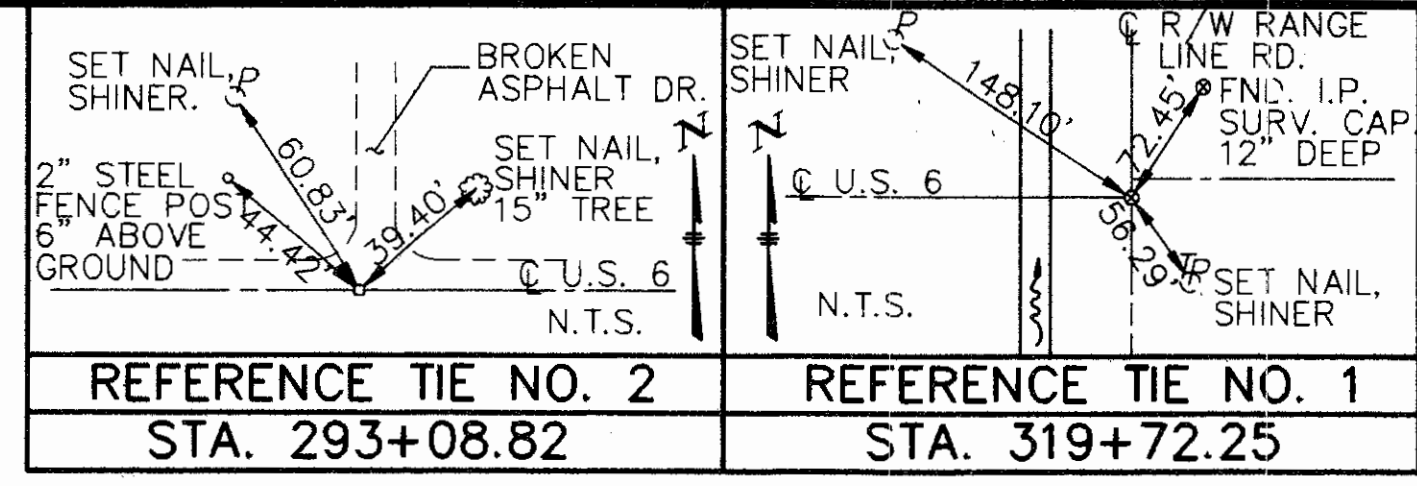 SET NAIL,
SHINER.
P
BROKEN
ASPHALT DR.
60.83'
2" STEEL
FENCE POST
6" ABOVE
GROUND
44.42'
39.40'
SET NAIL,
SHINER
15" TREE
N
℄ U.S. 6
N.T.S.
REFERENCE TIE NO. 2
STA. 293+08.82
SET NAIL,
SHINER
P
148.10'
℄ R/W RANGE
LINE RD.
72.45'
FND. I.P.
SURV. CAP
12" DEEP
N
℄ U.S. 6
56.29'
TP
SET NAIL,
SHINER
N.T.S.
REFERENCE TIE NO. 1
STA. 319+72.25